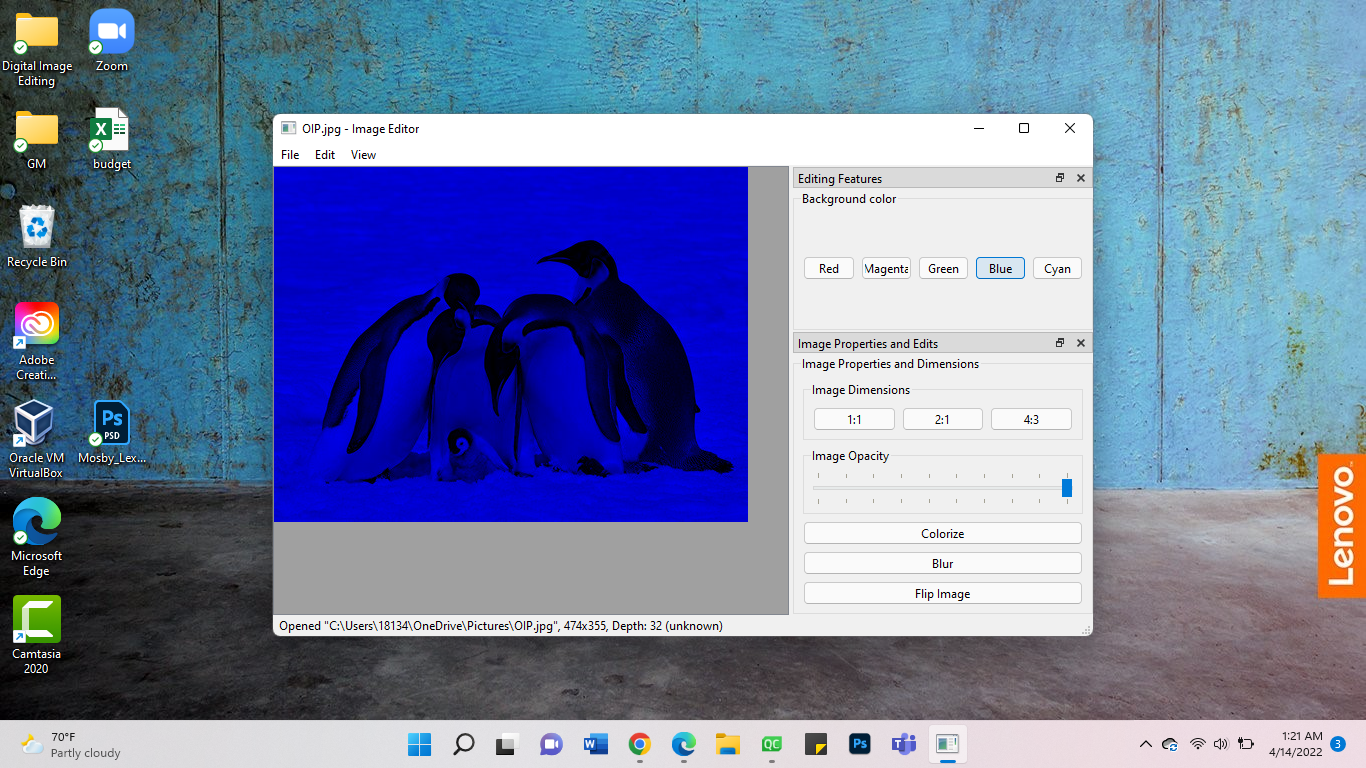 Digital Image
Editing
Zoom
GM
budget
Recycle Bin
Adobe
Creati...
Oracle VM
VirtualBox
Ps
PSD
Mosby_Lex...
Microsoft
Edge
Camtasia
2020
OIP.jpg - Image Editor
File Edit View
Editing Features
Background color
Red Magenta Green Blue Cyan
Image Properties and Edits
Image Properties and Dimensions
Image Dimensions
1:1 2:1 4:3
Image Opacity
Colorize
Blur
Flip Image
Opened "C:\Users\18134\OneDrive\Pictures\OIP.jpg", 474x355, Depth: 32 (unknown)
Lenovo
70°F
Partly cloudy
W
QC
Ps
1:21 AM
4/14/2022
3